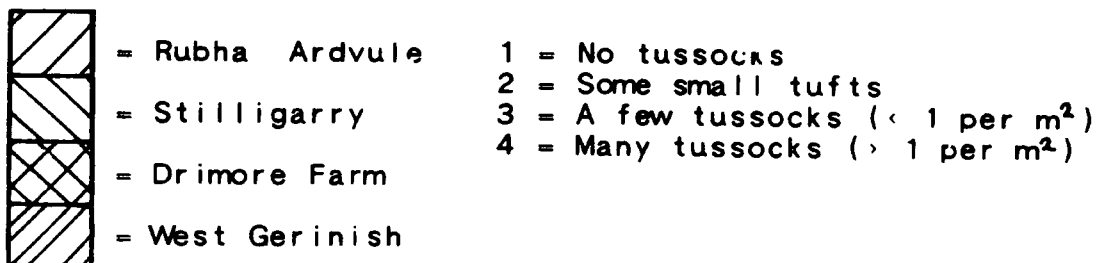 = Rubha Ardvule
= Stilligarry
= Drimore Farm
= West Gerinish
1 = No tussocks
2 = Some small tufts
3 = A few tussocks (< 1 per m²)
4 = Many tussocks (> 1 per m²)